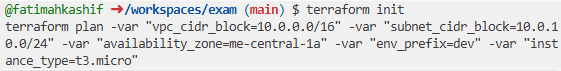 @fatimahkashif ➜/workspaces/exam (main) $ terraform init
terraform plan -var "vpc_cidr_block=10.0.0.0/16" -var "subnet_cidr_block=10.0.1
0.0/24" -var "availability_zone=me-central-1a" -var "env_prefix=dev" -var "inst
ance_type=t3.micro"